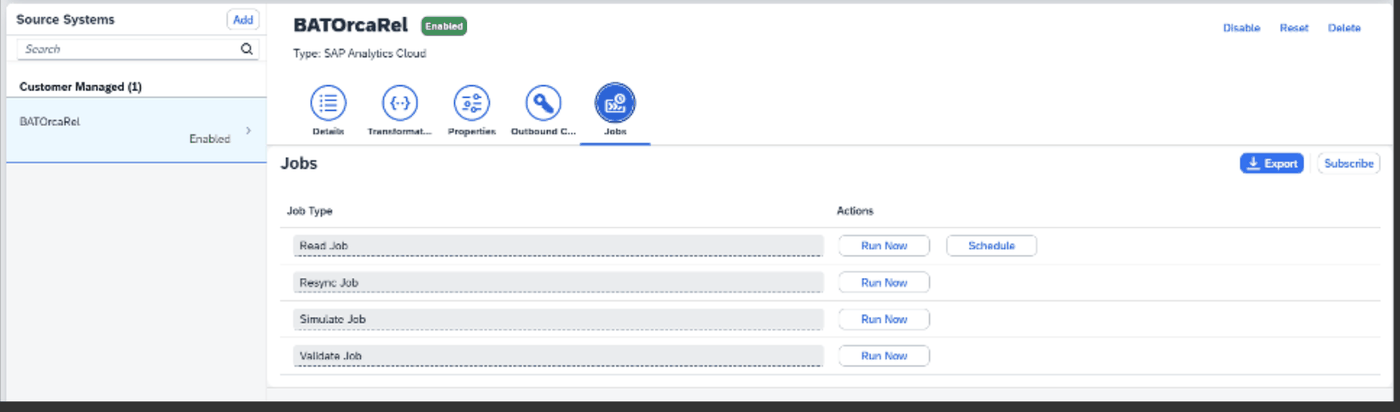 Source Systems
Add
Search
Customer Managed (1)
BATOrcaRel
Enabled
BATOrcaRel
Enabled
Disable
Reset
Delete
Type: SAP Analytics Cloud
Details
Transformat...
Properties
Outbound C...
Jobs
Jobs
Export
Subscribe
Job Type
Actions
Read Job
Run Now
Schedule
Resync Job
Run Now
Simulate Job
Run Now
Validate Job
Run Now